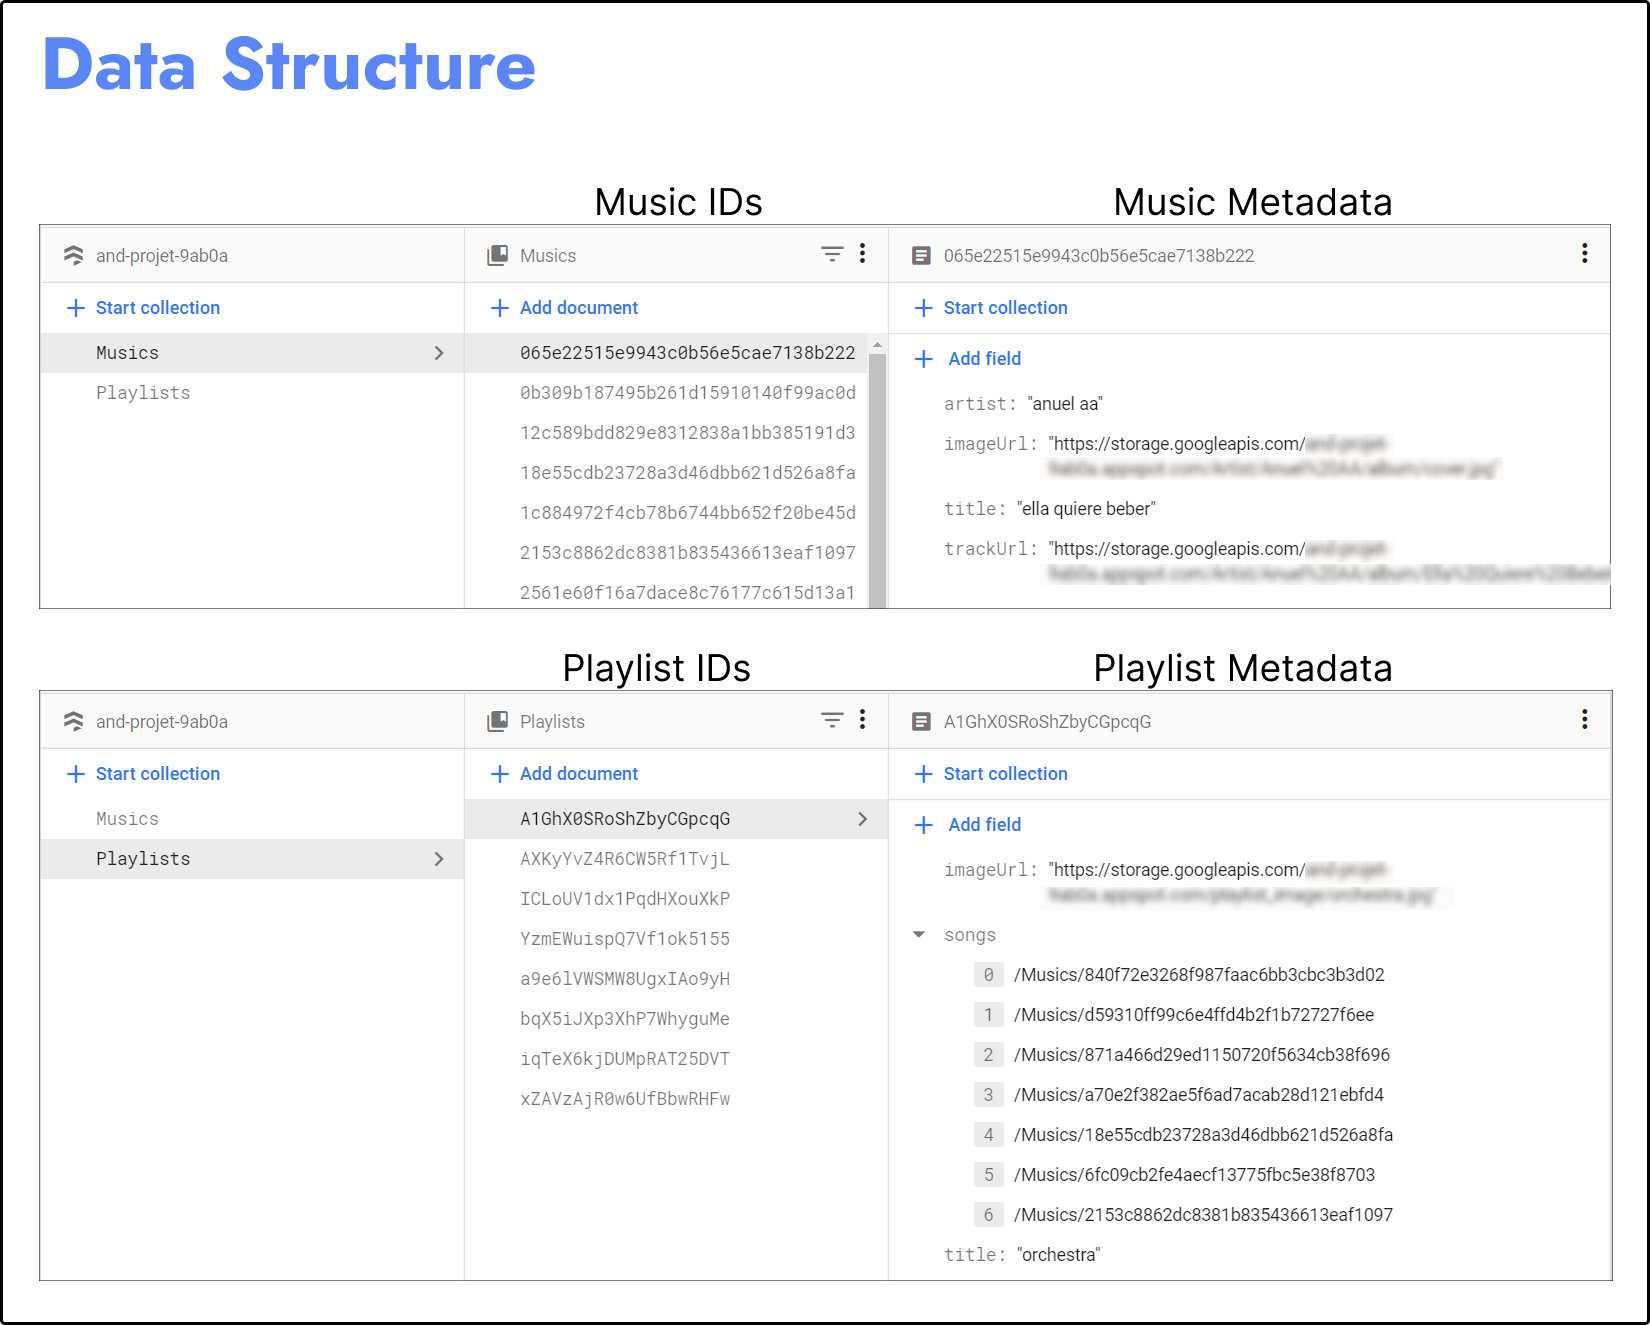 Data Structure
Music IDs
Music Metadata
and-projet-9ab0a
Musics
065e22515e9943c0b56e5cae7138b222
Start collection
Add document
Start collection
Musics
065e22515e9943c0b56e5cae7138b222
Add field
Playlists
0b309b187495b261d15910140f99ac0d
artist: "anuel aa"
12c589bdd829e8312838a1bb385191d3
imageUrl: "https://storage.googleapis.com/
18e55cdb23728a3d46dbb621d526a8fa
1c884972f4cb78b6744bb652f20be45d
title: "ella quiere beber"
2153c8862dc8381b835436613eaf1097
trackUrl: "https://storage.googleapis.com/
2561e60f16a7dace8c76177c615d13a1
Playlist IDs
Playlist Metadata
and-projet-9ab0a
Playlists
A1GhX0SRoShZbyCGpcqG
Start collection
Add document
Start collection
Musics
A1GhX0SRoShZbyCGpcqG
Add field
Playlists
AXKyYvZ4R6CW5Rf1TvjL
imageUrl: "https://storage.googleapis.com/
ICLoUV1dx1PqdHXouXkP
YzmEWuispQ7Vf1ok5155
songs
a9e6lVWSMW8UgxIAo9yH
0 /Musics/840f72e3268f987faac6bb3cbc3b3d02
bqX5iJXp3XhP7WhyguMe
1 /Musics/d59310ff99c6e4ffd4b2f1b72727f6ee
iqTeX6kjDUMpRAT25DVT
2 /Musics/871a466d29ed1150720f5634cb38f696
xZAVzAjR0w6UfBbwRHFw
3 /Musics/a70e2f382ae5f6ad7acab28d121ebfd4
4 /Musics/18e55cdb23728a3d46dbb621d526a8fa
5 /Musics/6fc09cb2fe4aecf13775fbc5e38f8703
6 /Musics/2153c8862dc8381b835436613eaf1097
title: "orchestra"